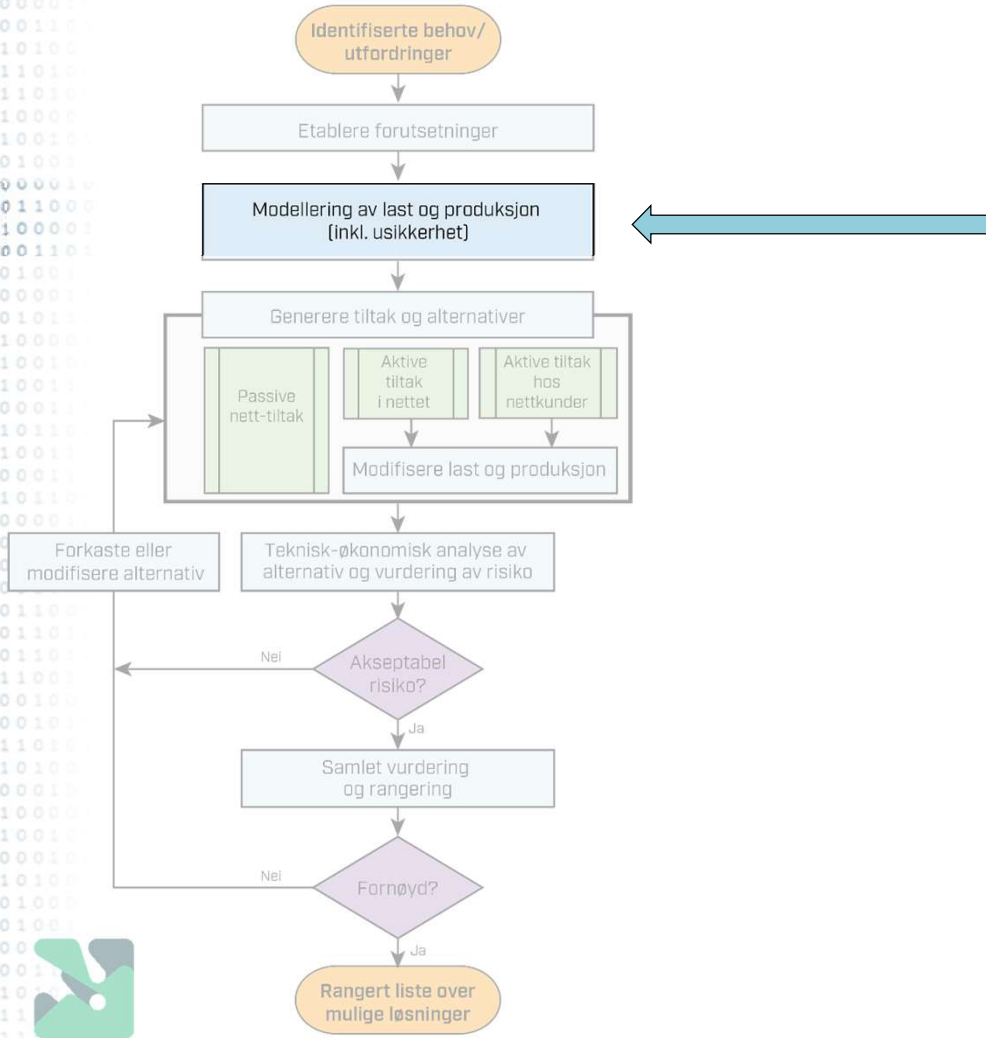 Identifiserte behov/
utfordringer
Etablere forutsetninger
Modellering av last og produksjon
(inkl. usikkerhet)
Generere tiltak og alternativer
Passive
nett-tiltak
Aktive
tiltak
i nettet
Aktive tiltak
hos
nettkunder
Modifisere last og produksjon
Forkaste eller
modifisere alternativ
Teknisk-økonomisk analyse av
alternativ og vurdering av risiko
Nei
Akseptabel
risiko?
Ja
Samlet vurdering
og rangering
Nei
Fornøyd?
Ja
Rangert liste over
mulige løsninger